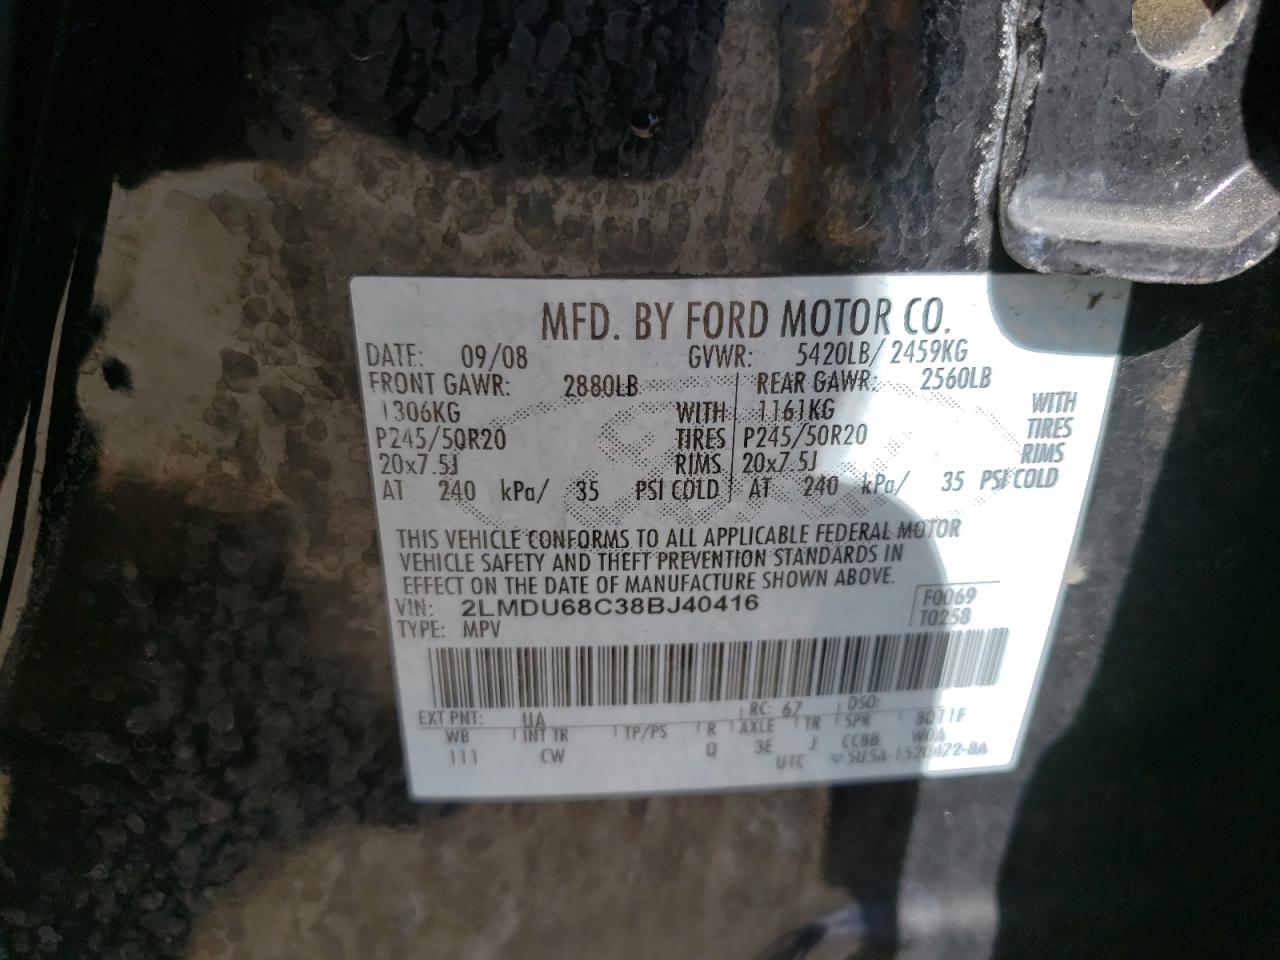 MFD. BY FORD MOTOR CO.
DATE: 09/08 GVWR: 5420LB/ 2459KG
FRONT GAWR: 2880LB REAR GAWR: 2560LB
1306KG WITH 1161KG WITH
P245/50R20 TIRES P245/50R20 TIRES
20x7.5J RIMS 20x7.5J RIMS
AT 240 kPa/ 35 PSI COLD AT 240 kPa/ 35 PSI COLD
THIS VEHICLE CONFORMS TO ALL APPLICABLE FEDERAL MOTOR
VEHICLE SAFETY AND THEFT PREVENTION STANDARDS IN
EFFECT ON THE DATE OF MANUFACTURE SHOWN ABOVE.
VIN: 2LMDU68C38BJ40416 F0069
TYPE: MPV T0258
EXT PNT: UA RC: 67 DSO:
WB INT TR TP/PS R AXLE TR SPR
111 CW Q 3E J CCBB W0A
UTC